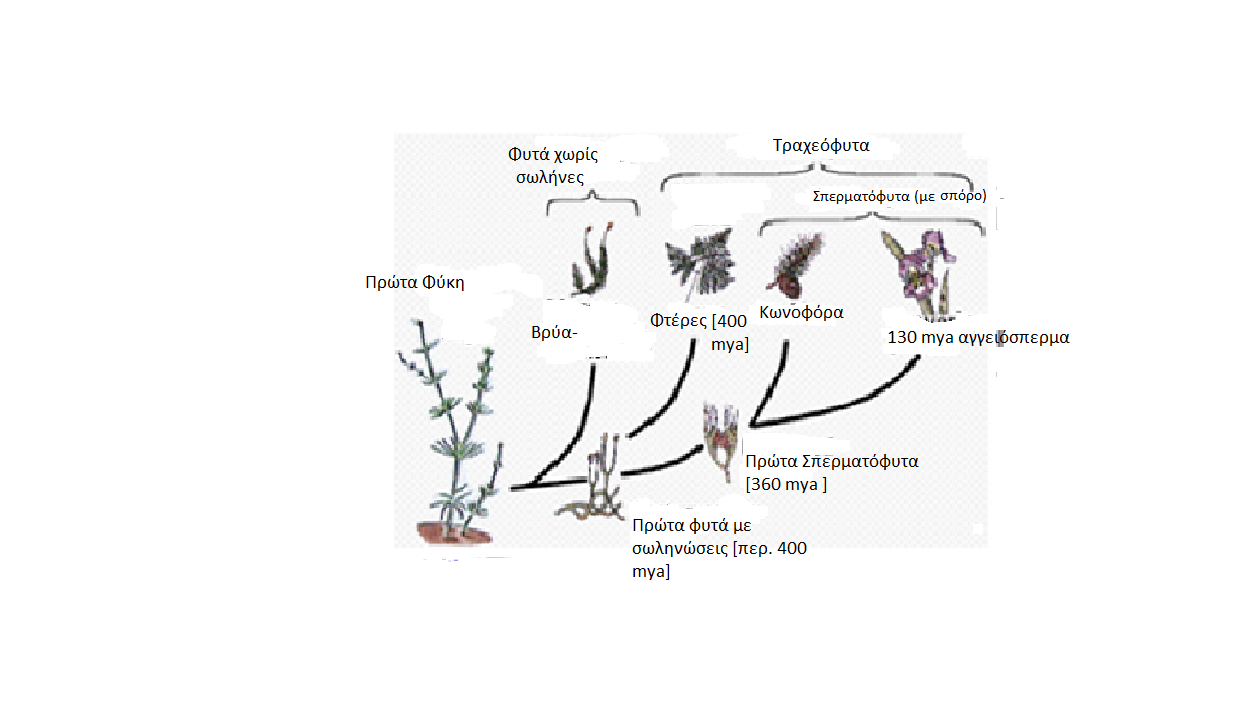 Φυτά χωρίς
σωλήνες
Τραχεόφυτα
Σπερματόφυτα (με σπόρο)
Πρώτα Φύκη
Βρύα-
Φτέρες [400
mya]
Κωνοφόρα
130 mya αγγειόσπερμα
Πρώτα Σπερματόφυτα
[360 mya ]
Πρώτα φυτά με
σωληνώσεις [περ. 400
mya]